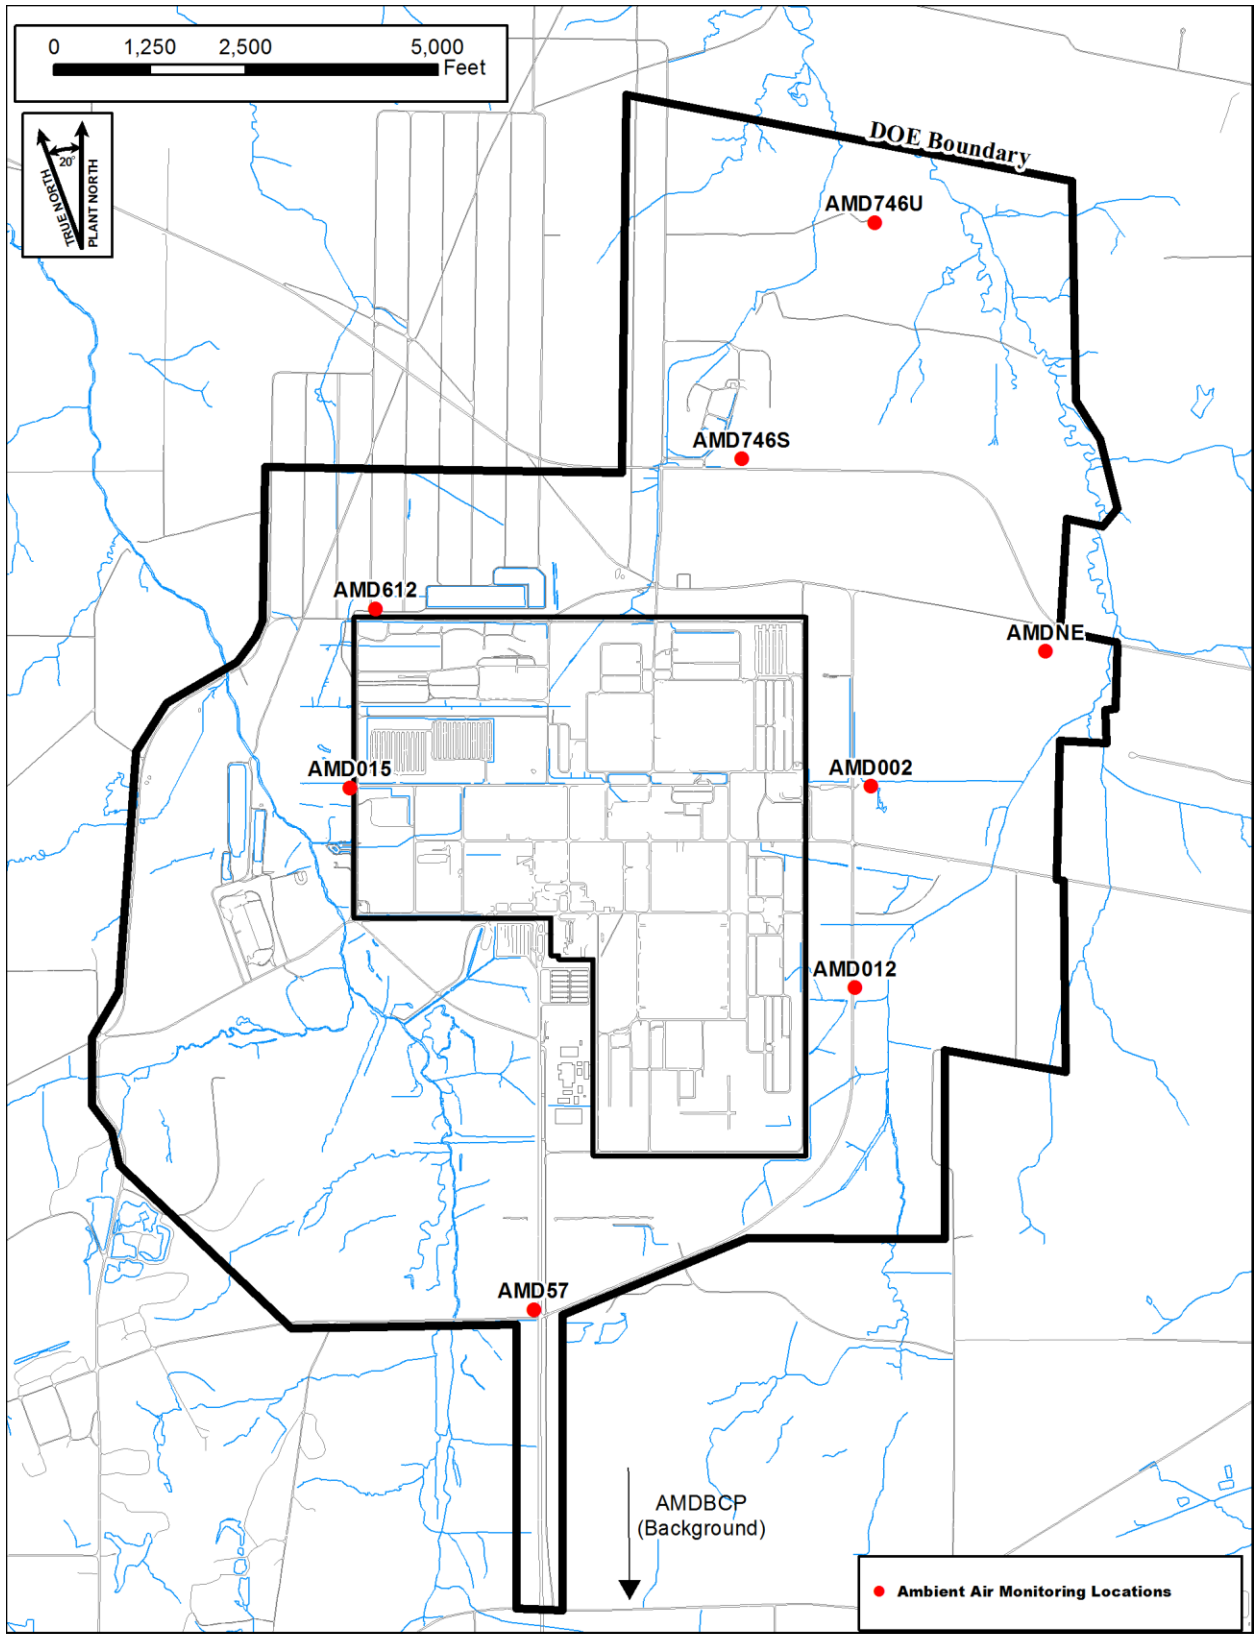 0 1,250 2,500 5,000
Feet
20°
TRUE NORTH
PLANT NORTH
DOE Boundary
AMD746U
AMD746S
AMD612
AMDNE
AMD015
AMD002
AMD012
AMD57
AMDBCP
(Background)
Ambient Air Monitoring Locations